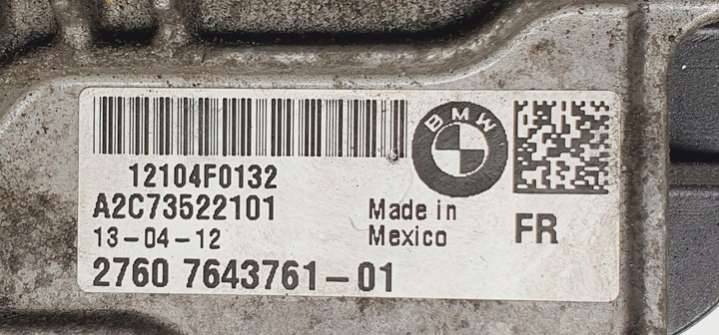 BMW
12104F0132
A2C73522101
Made in
Mexico
13-04-12
FR
2760 7643761-01